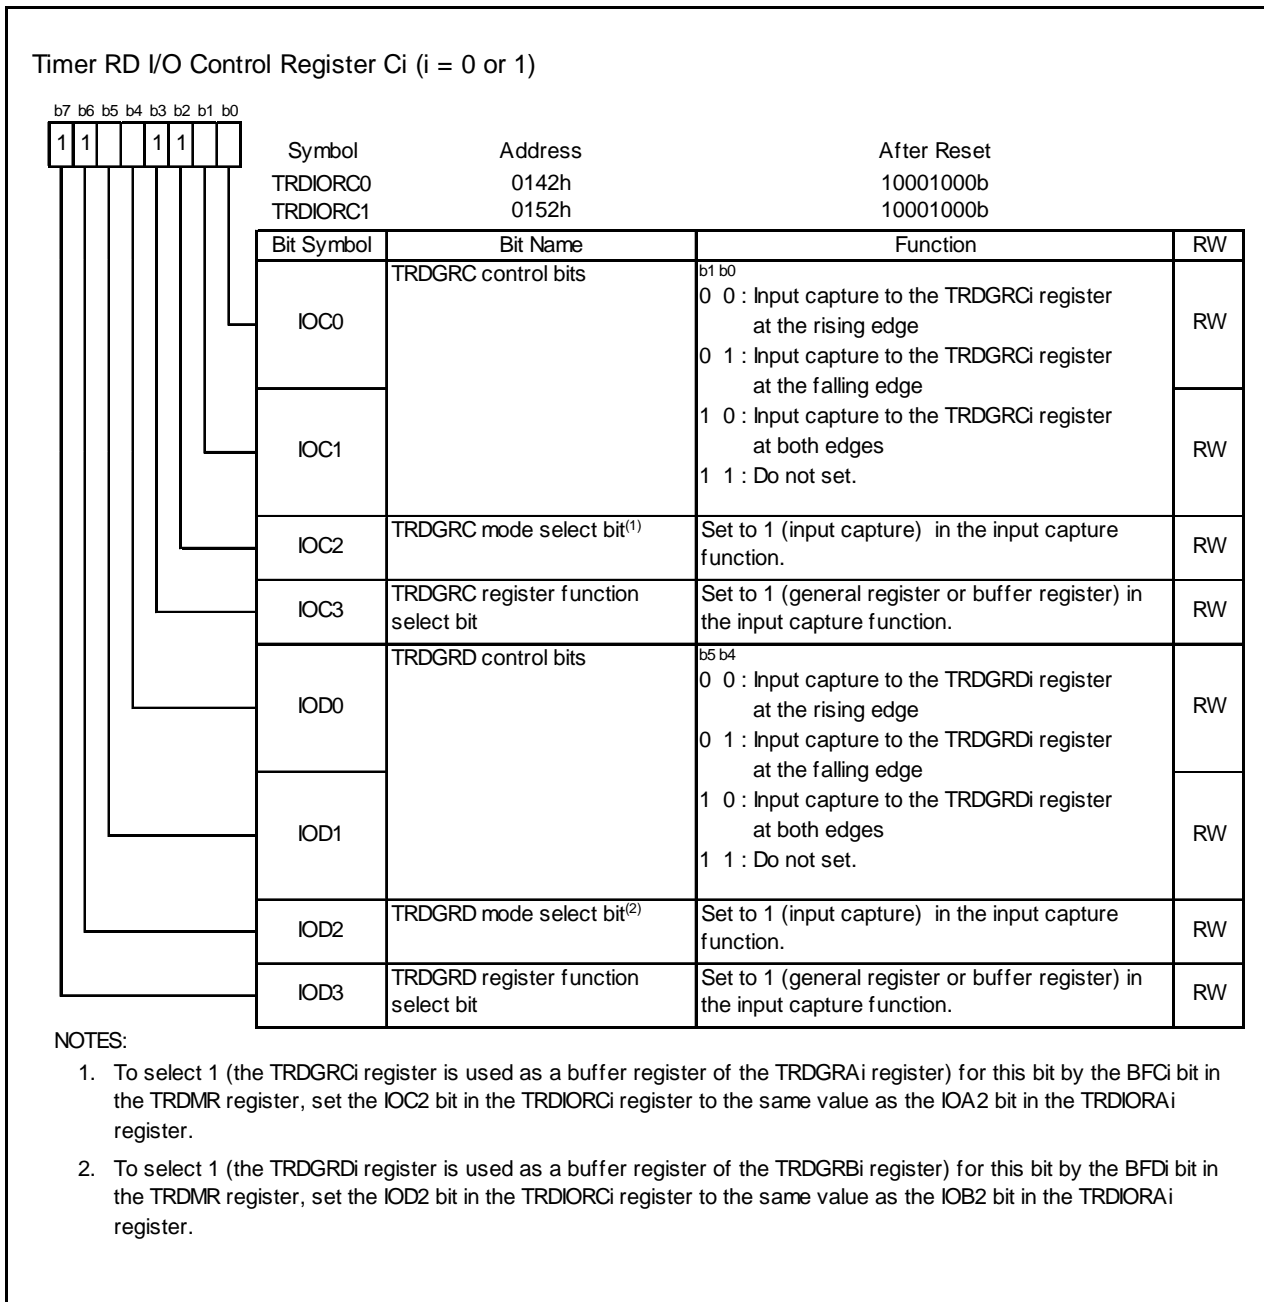 Timer RD I/O Control Register Ci (i = 0 or 1)
b7 b6 b5 b4 b3 b2 b1 b0
1 1 1 1
Symbol Address After Reset
TRDIORC0 0142h 10001000b
TRDIORC1 0152h 10001000b
Bit Symbol Bit Name Function RW
IOC0 TRDGRC control bits b1 b0
0 0 : Input capture to the TRDGRCi register
at the rising edge RW
0 1 : Input capture to the TRDGRCi register
at the falling edge
IOC1 1 0 : Input capture to the TRDGRCi register
at both edges RW
1 1 : Do not set.
IOC2 TRDGRC mode select bit(1) Set to 1 (input capture) in the input capture RW
function.
IOC3 TRDGRC register function Set to 1 (general register or buffer register) in RW
select bit the input capture function.
IOD0 TRDGRD control bits b5 b4
0 0 : Input capture to the TRDGRDi register
at the rising edge RW
0 1 : Input capture to the TRDGRDi register
at the falling edge
IOD1 1 0 : Input capture to the TRDGRDi register
at both edges RW
1 1 : Do not set.
IOD2 TRDGRD mode select bit(2) Set to 1 (input capture) in the input capture RW
function.
IOD3 TRDGRD register function Set to 1 (general register or buffer register) in RW
select bit the input capture function.
NOTES:
1. To select 1 (the TRDGRCi register is used as a buffer register of the TRDGRAi register) for this bit by the BFCi bit in
the TRDMR register, set the IOC2 bit in the TRDIORCi register to the same value as the IOA2 bit in the TRDIORAi
register.
2. To select 1 (the TRDGRDi register is used as a buffer register of the TRDGRBi register) for this bit by the BFDi bit in
the TRDMR register, set the IOD2 bit in the TRDIORCi register to the same value as the IOB2 bit in the TRDIORAi
register.